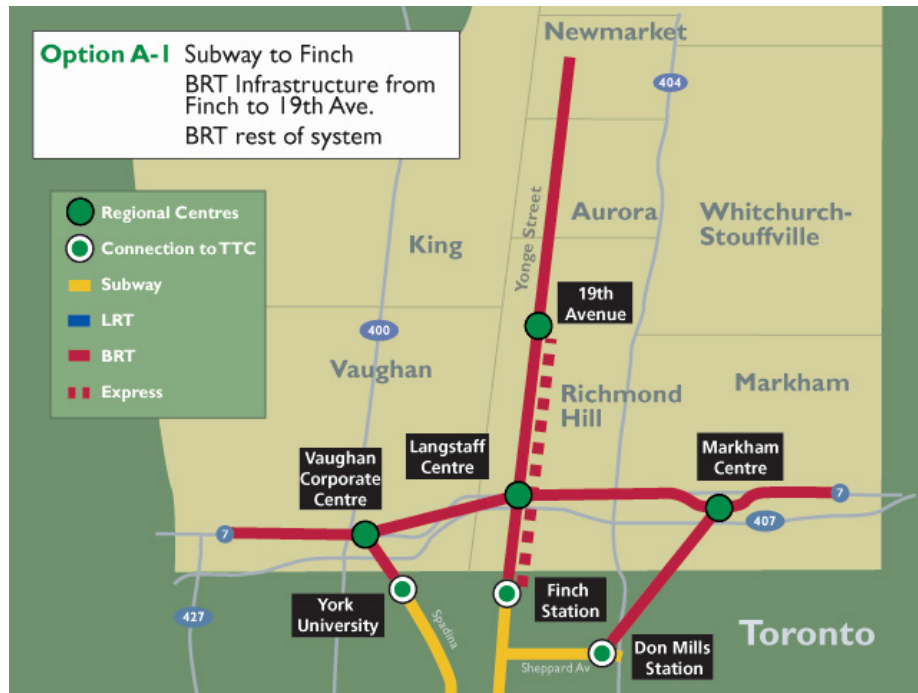 Option A-1 Subway to Finch
BRT Infrastructure from
Finch to 19th Ave.
BRT rest of system
Regional Centres
Connection to TTC
Subway
LRT
BRT
Express
Newmarket
404
King
Yonge Street
Aurora
Whitchurch-
Stouffville
19th
Avenue
400
Vaughan
Richmond
Hill
Markham
Vaughan
Corporate
Centre
Langstaff
Centre
Markham
Centre
7
7
407
427
York
University
Spadina
Finch
Station
Sheppard Av
Don Mills
Station
Toronto